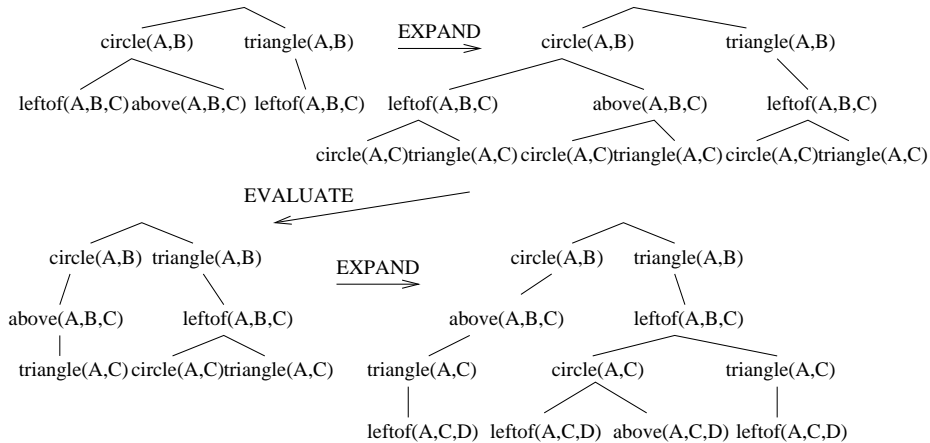 circle(A,B) triangle(A,B) EXPAND circle(A,B) triangle(A,B)
leftof(A,B,C) above(A,B,C) leftof(A,B,C) leftof(A,B,C) above(A,B,C) leftof(A,B,C)
circle(A,C) triangle(A,C) circle(A,C) triangle(A,C) circle(A,C) triangle(A,C)
EVALUATE
circle(A,B) triangle(A,B) EXPAND circle(A,B) triangle(A,B)
above(A,B,C) leftof(A,B,C) above(A,B,C) leftof(A,B,C)
triangle(A,C) circle(A,C) triangle(A,C) triangle(A,C) circle(A,C) triangle(A,C)
leftof(A,C,D) leftof(A,C,D) above(A,C,D) leftof(A,C,D)